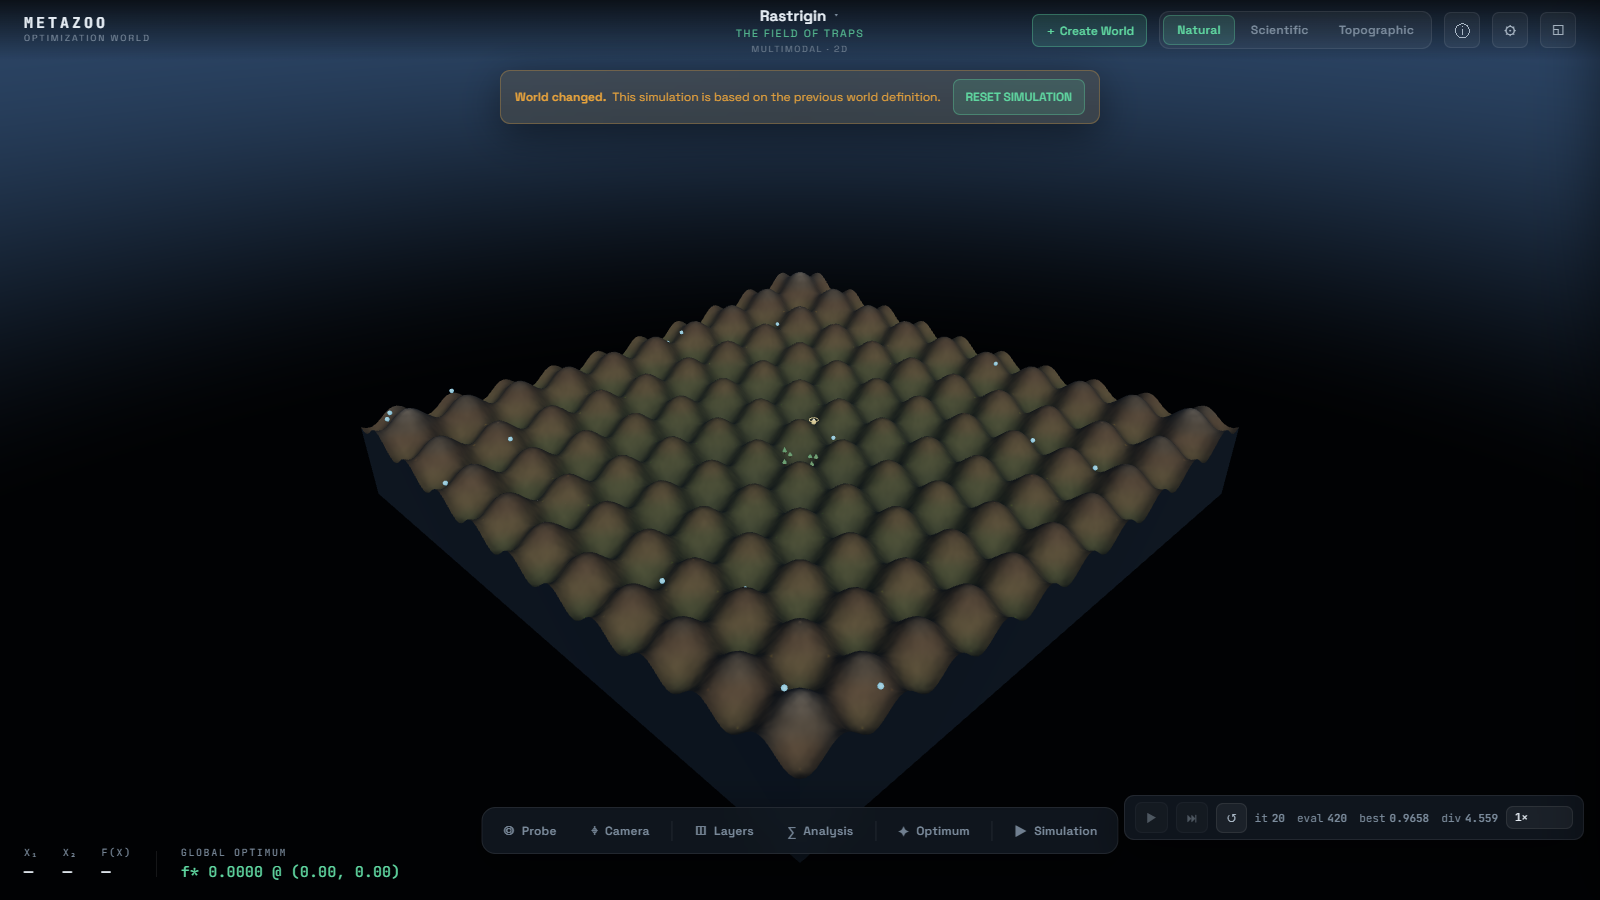 METAZOO
OPTIMIZATION WORLD
Rastrigin
THE FIELD OF TRAPS
MULTIMODAL · 2D
+ Create World
Natural
Scientific
Topographic
World changed. This simulation is based on the previous world definition.
RESET SIMULATION
Probe
Camera
Layers
∑ Analysis
Optimum
Simulation
it 20 eval 420 best 0.9658 div 4.559
1×
X₁ X₂ F(X)
— — —
GLOBAL OPTIMUM
f* 0.0000 @ (0.00, 0.00)